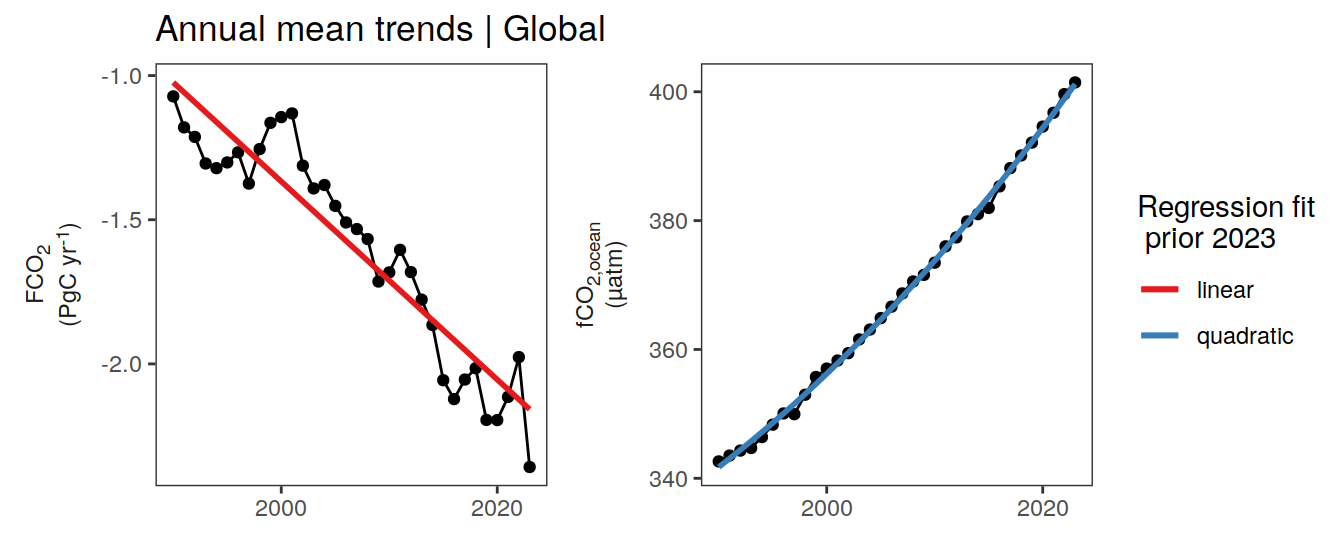 Annual mean trends | Global
FCO₂
(PgC yr⁻¹)
-1.0
-1.5
-2.0
2000
2020
fCO₂,ocean
(µatm)
400
380
360
340
2000
2020
Regression fit
prior 2023
linear
quadratic